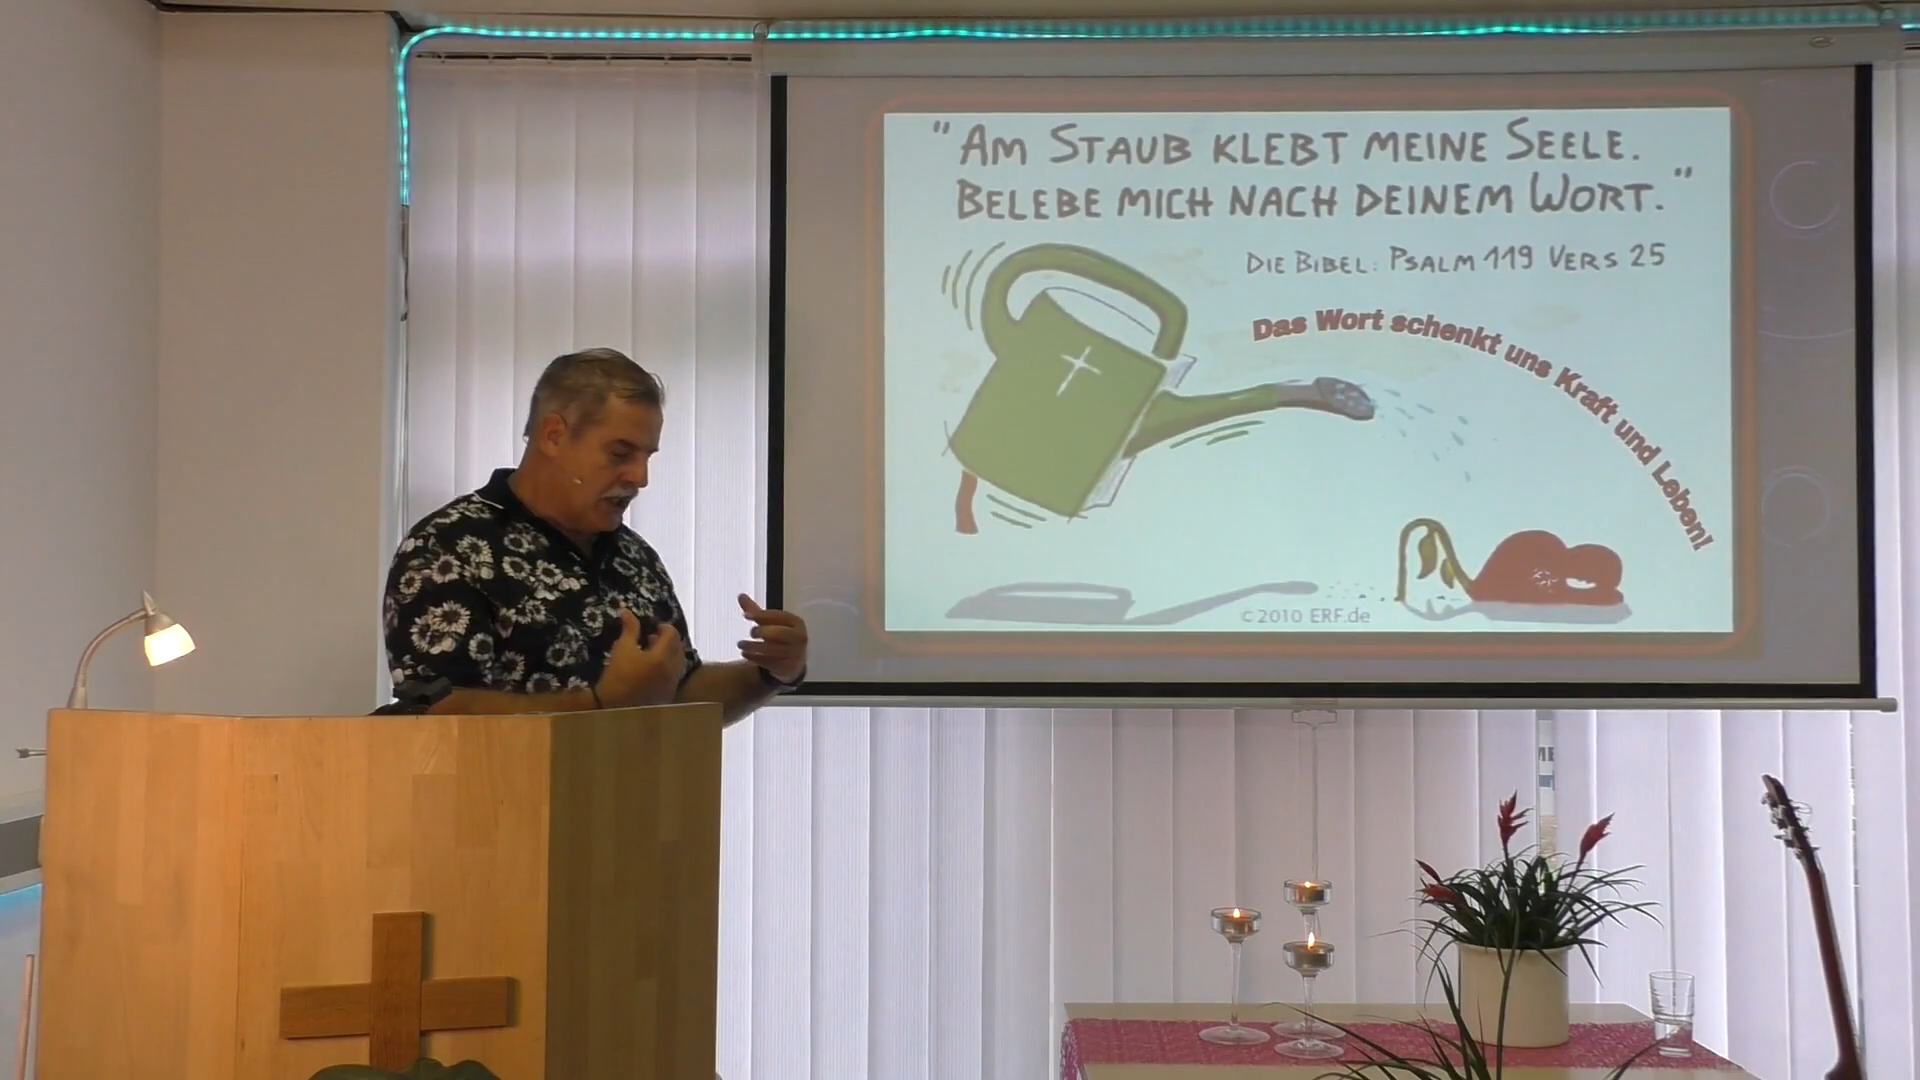 "AM STAUB KLEBT MEINE SEELE.
BELEBE MICH NACH DEINEM WORT."
DIE BIBEL: PSALM 119 VERS 25
Das Wort schenkt uns Kraft und Leben!
©2010 ERF.de